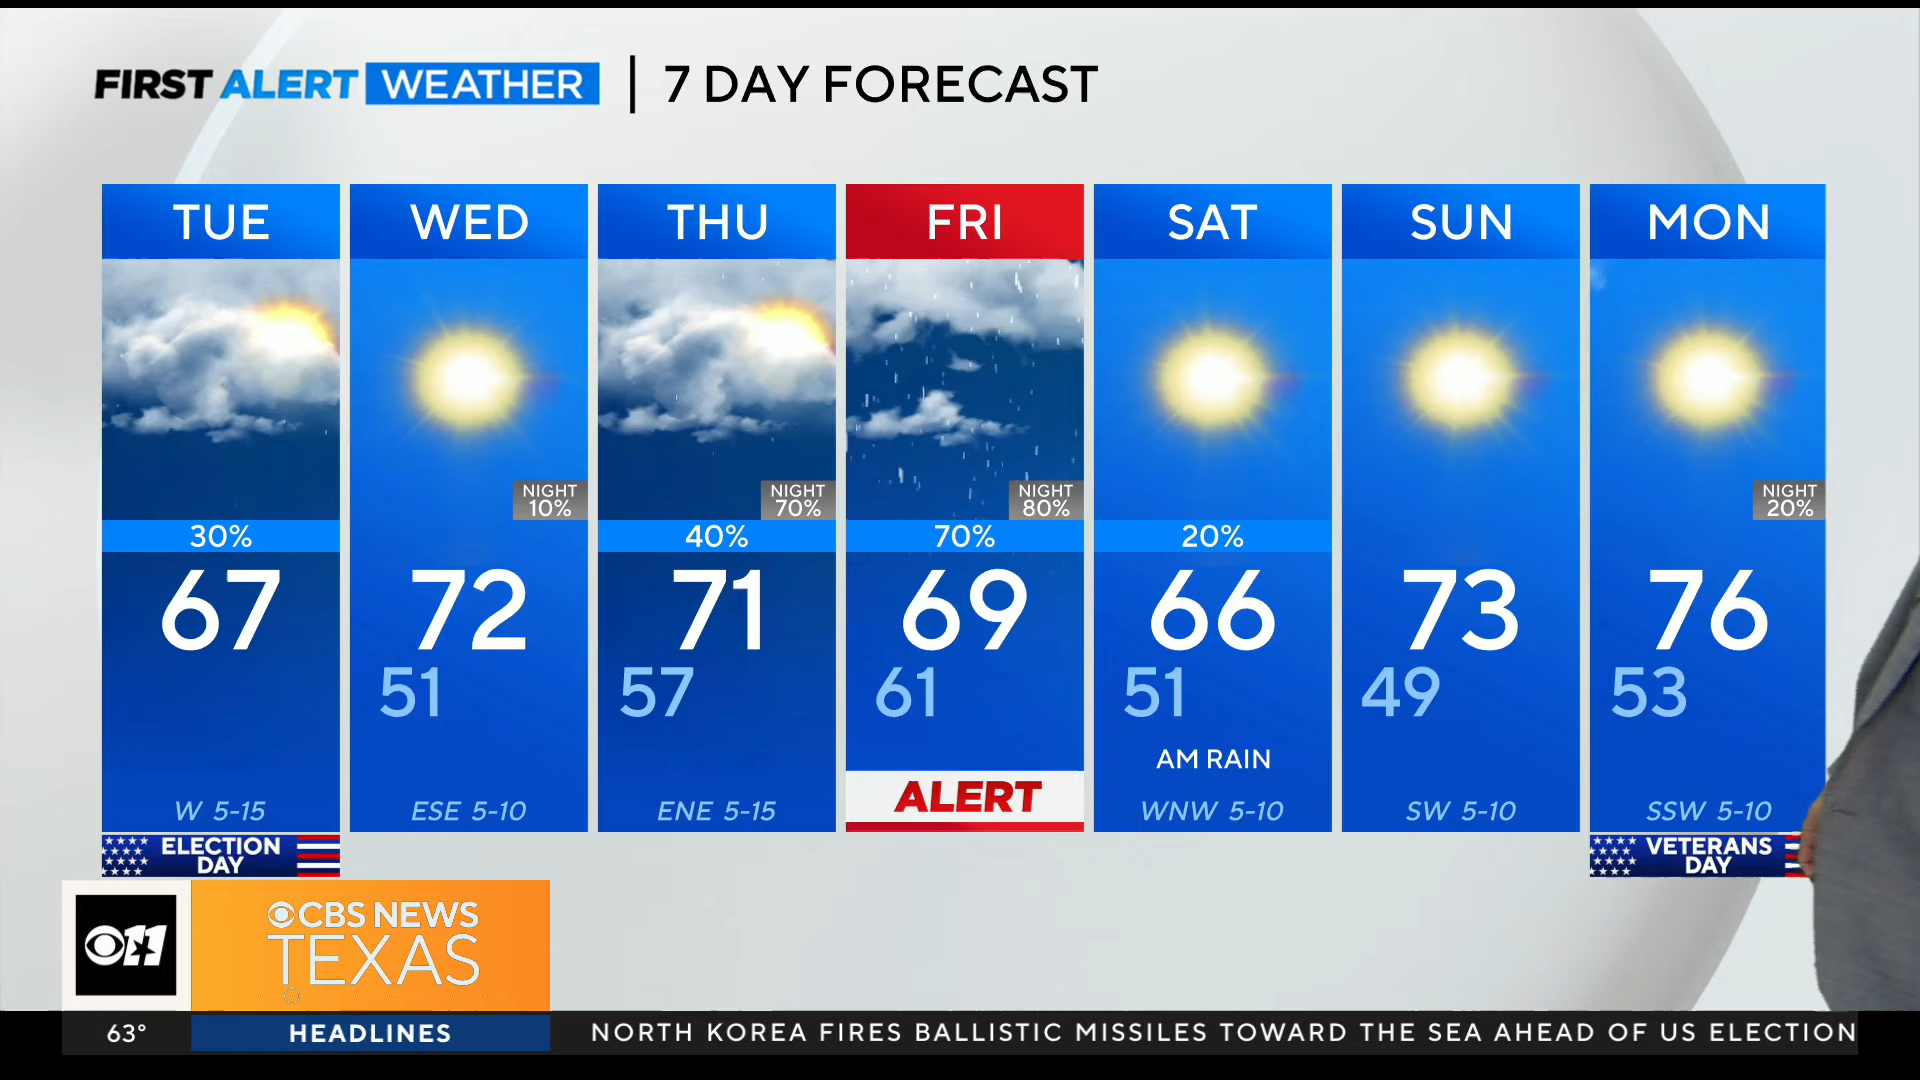 FIRST ALERT WEATHER | 7 DAY FORECAST
TUE
30%
67
W 5-15
ELECTION
DAY
WED
NIGHT
10%
72
51
ESE 5-10
THU
NIGHT
70%
40%
71
57
ENE 5-15
FRI
NIGHT
80%
70%
69
61
ALERT
SAT
20%
66
51
AM RAIN
WNW 5-10
SUN
73
49
SW 5-10
MON
NIGHT
20%
76
53
SSW 5-10
VETERANS
DAY
11
CBS NEWS
TEXAS
63°
HEADLINES
NORTH KOREA FIRES BALLISTIC MISSILES TOWARD THE SEA AHEAD OF US ELECTION